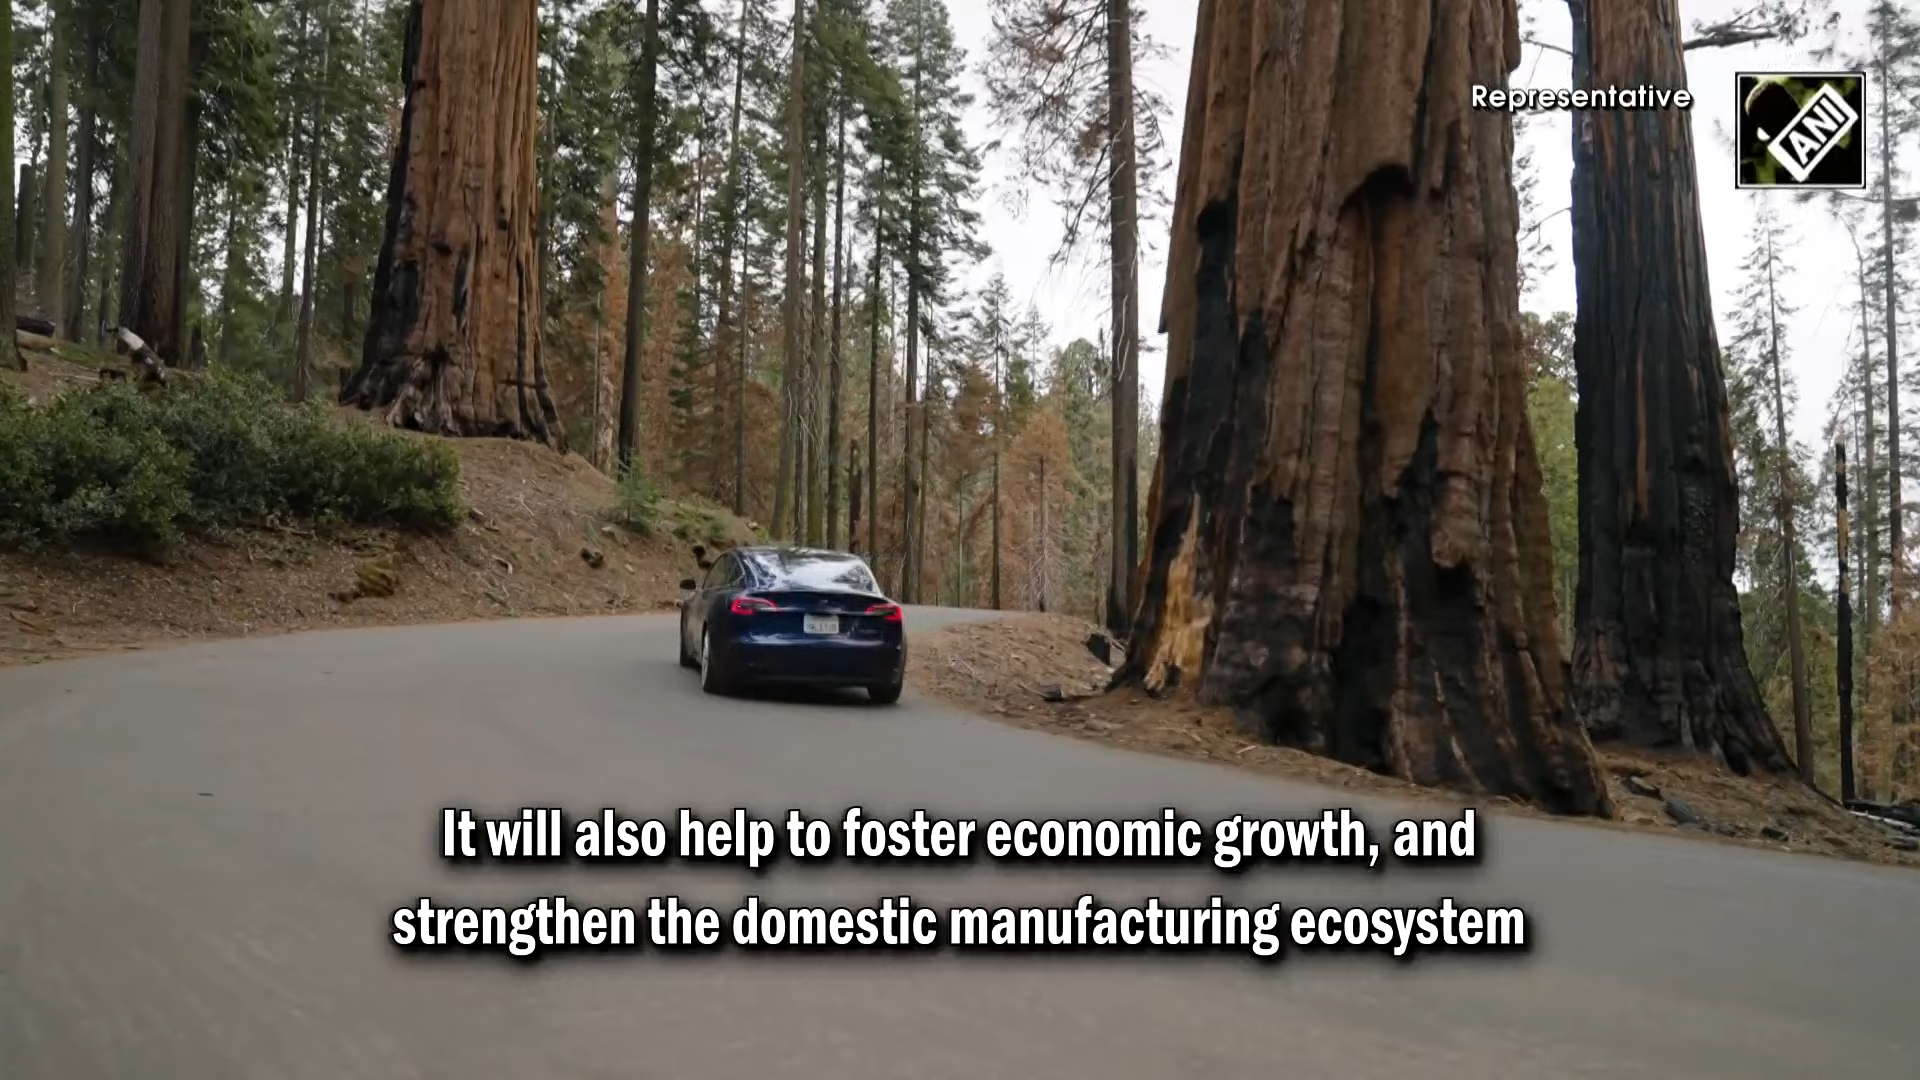 Representative
ANI
It will also help to foster economic growth, and
strengthen the domestic manufacturing ecosystem